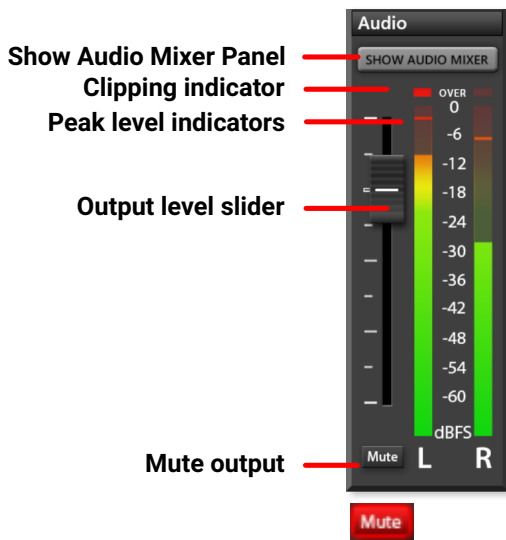 Audio
Show Audio Mixer Panel
SHOW AUDIO MIXER
Clipping indicator
OVER
Peak level indicators
0
-6
-12
-18
Output level slider
-24
-30
-36
-42
-48
-54
-60
dBFS
Mute output
Mute
L
R
Mute